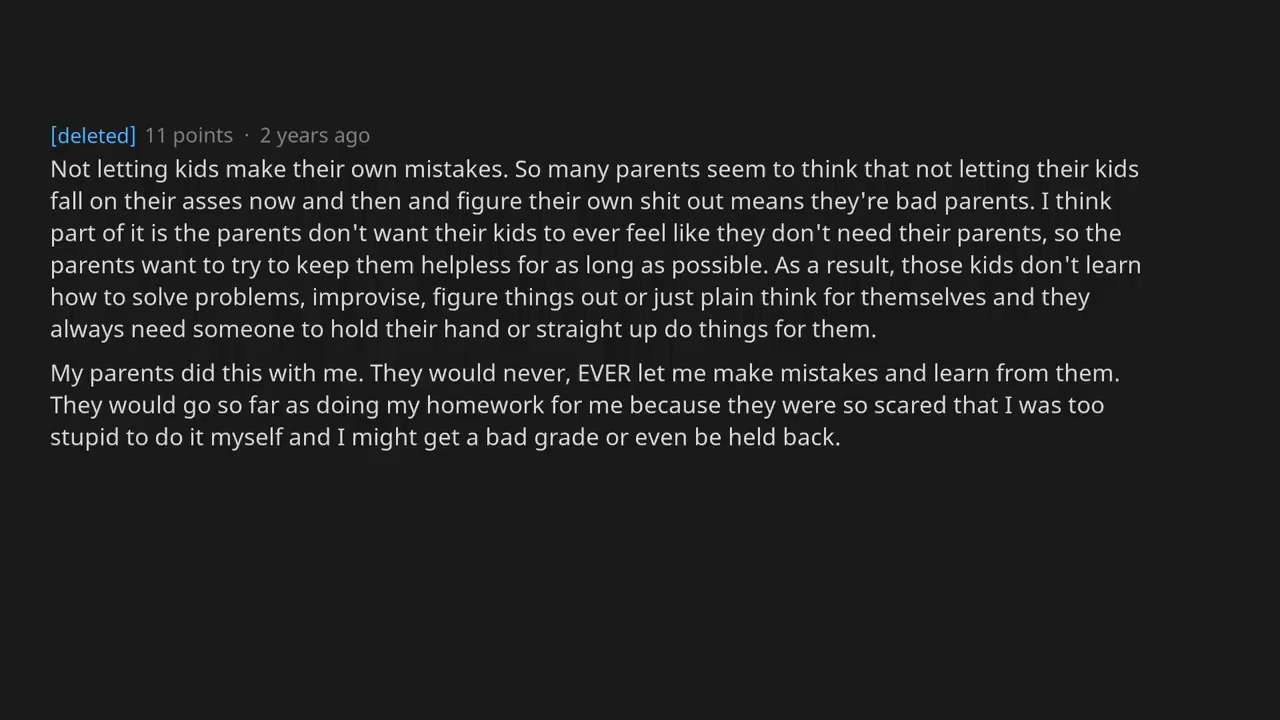 [deleted] 11 points · 2 years ago
Not letting kids make their own mistakes. So many parents seem to think that not letting their kids
fall on their asses now and then and figure their own shit out means they're bad parents. I think
part of it is the parents don't want their kids to ever feel like they don't need their parents, so the
parents want to try to keep them helpless for as long as possible. As a result, those kids don't learn
how to solve problems, improvise, figure things out or just plain think for themselves and they
always need someone to hold their hand or straight up do things for them.
My parents did this with me. They would never, EVER let me make mistakes and learn from them.
They would go so far as doing my homework for me because they were so scared that I was too
stupid to do it myself and I might get a bad grade or even be held back.